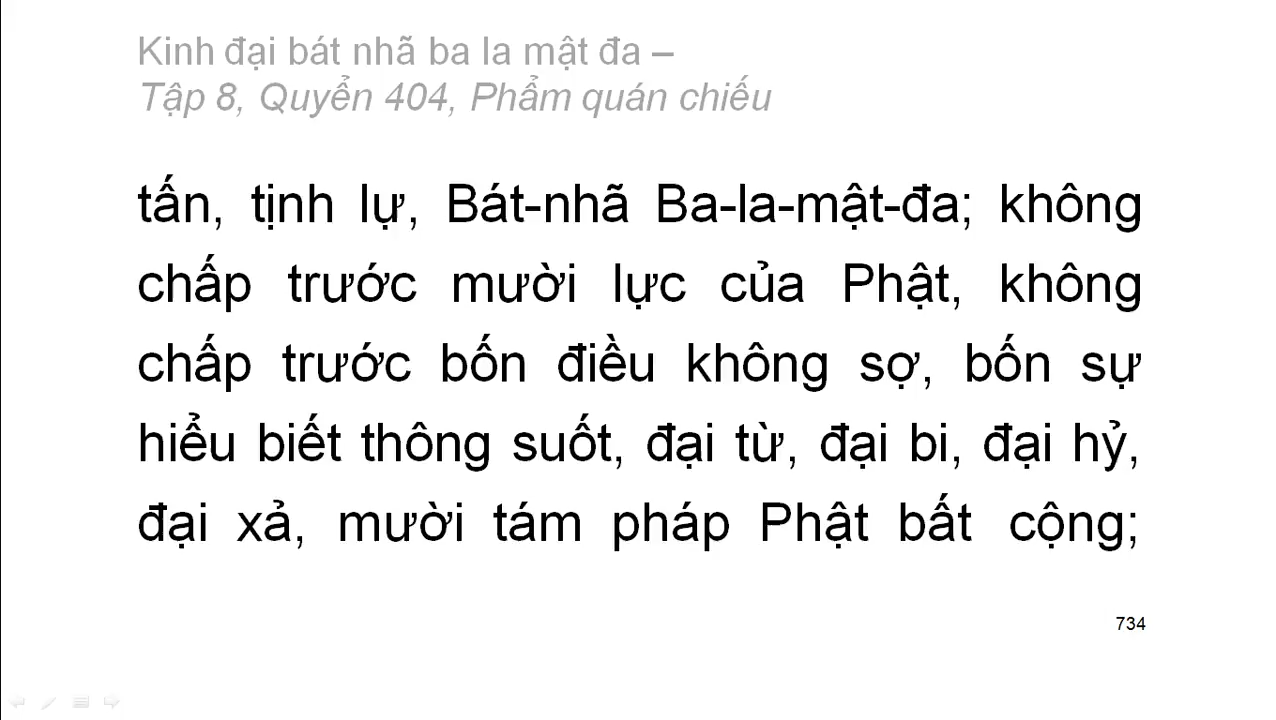 Kinh đại bát nhã ba la mật đa –
Tập 8, Quyển 404, Phẩm quán chiếu
tấn, tịnh lự, Bát-nhã Ba-la-mật-đa; không
chấp trước mười lực của Phật, không
chấp trước bốn điều không sợ, bốn sự
hiểu biết thông suốt, đại từ, đại bi, đại hỷ,
đại xả, mười tám pháp Phật bất cộng;
734